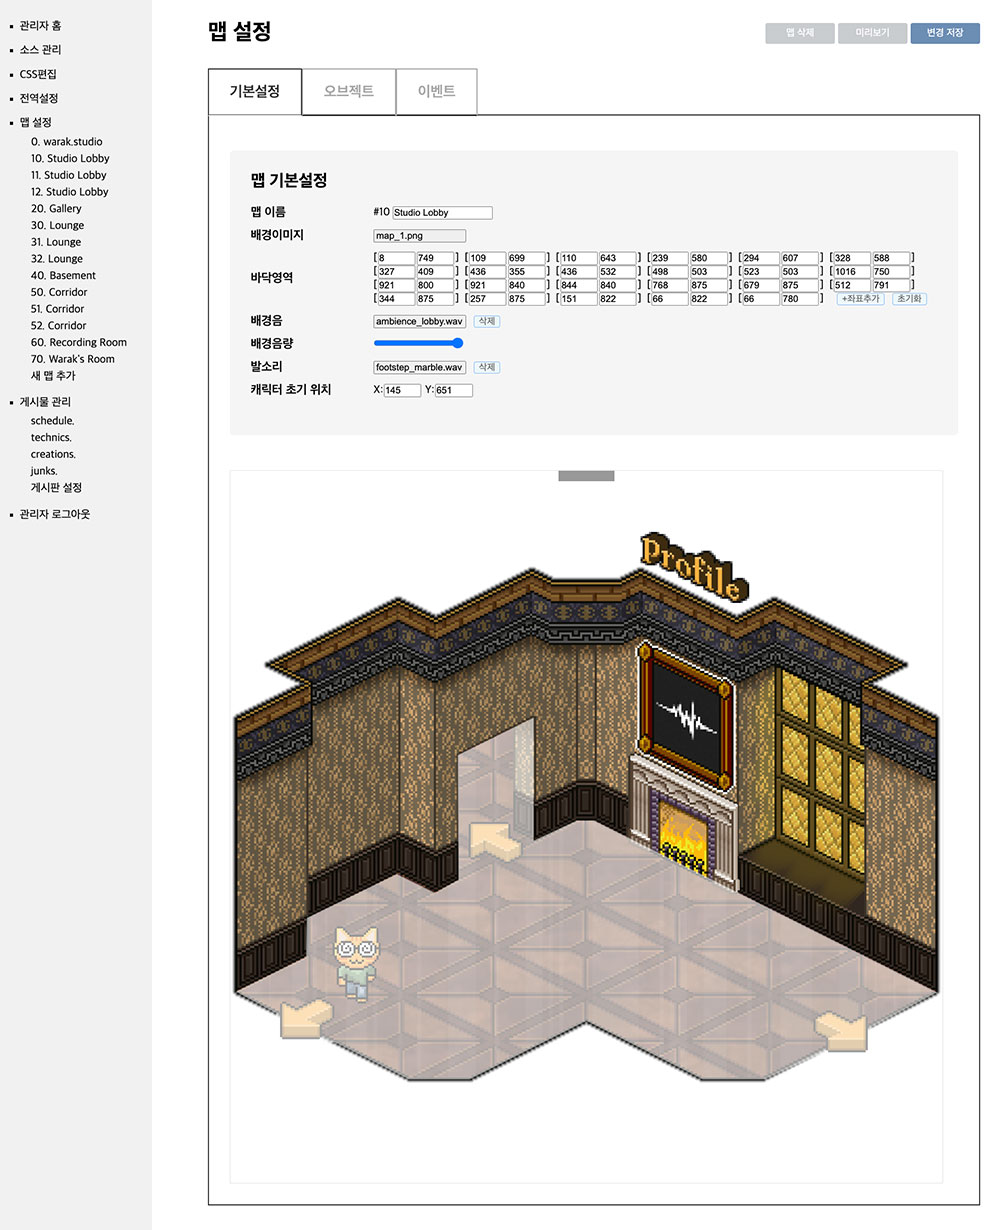 관리자 홈
소스 관리
CSS편집
전역설정
맵 설정
0. warak.studio
10. Studio Lobby
11. Studio Lobby
12. Studio Lobby
20. Gallery
30. Lounge
31. Lounge
32. Lounge
40. Basement
50. Corridor
51. Corridor
52. Corridor
60. Recording Room
70. Warak's Room
새 맵 추가
게시물 관리
schedule.
technics.
creations.
junks.
게시판 설정
관리자 로그아웃
맵 설정
맵 삭제 미리보기 변경 저장
기본설정 오브젝트 이벤트
맵 기본설정
맵 이름 #10 Studio Lobby
배경이미지 map_1.png
바닥영역
[ 8 749 ] [ 109 699 ] [ 110 643 ] [ 239 580 ] [ 294 607 ] [ 328 588 ]
[ 327 409 ] [ 436 355 ] [ 436 532 ] [ 498 503 ] [ 523 503 ] [ 1016 750 ]
[ 921 800 ] [ 921 840 ] [ 844 840 ] [ 768 875 ] [ 679 875 ] [ 512 791 ]
[ 344 875 ] [ 257 875 ] [ 151 822 ] [ 66 822 ] [ 66 780 ] +좌표추가 초기화
배경음 ambience_lobby.wav 삭제
배경음량
발소리 footstep_marble.wav 삭제
캐릭터 초기 위치 X: 145 Y: 651
Profile